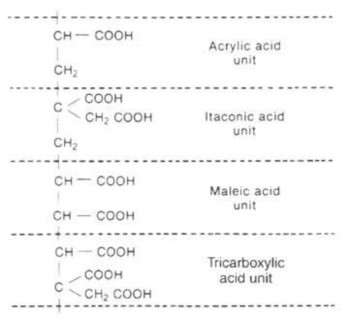 CH — COOH
Acrylic acid
unit
CH₂
COOH
C
CH₂ COOH
Itaconic acid
unit
CH₂
CH — COOH
Maleic acid
unit
CH — COOH
CH — COOH
Tricarboxylic
acid unit
COOH
C
CH₂ COOH